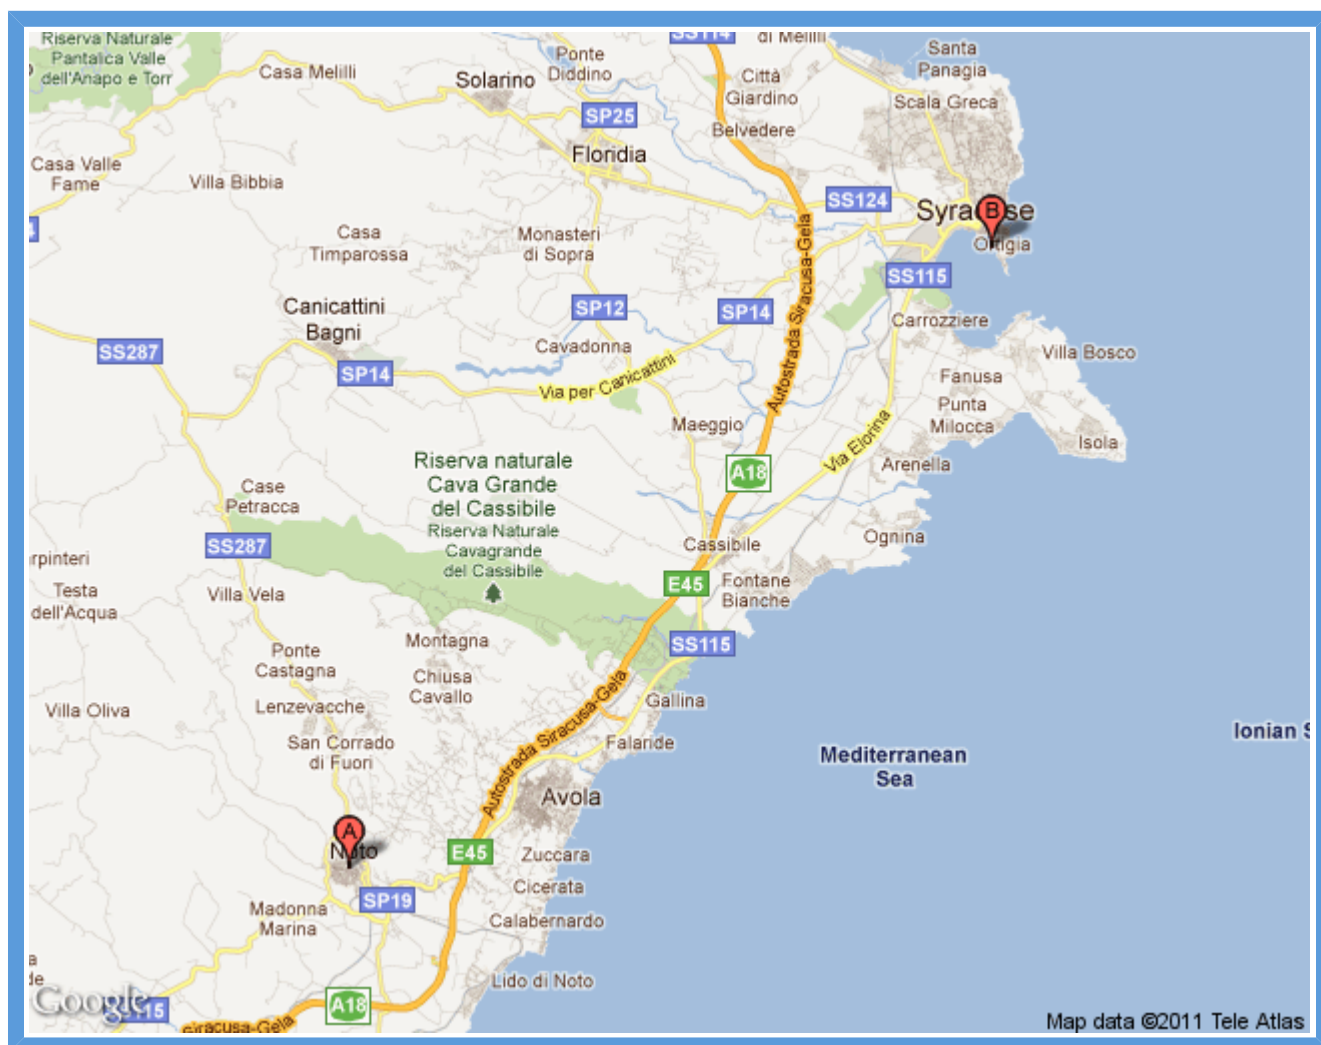 Riserva Naturale
Pantalica Valle
dell'Anapo e Torr
Casa Melilli
Solarino
Ponte
Diddino
SS114
di Melilli
Città
Giardino
Santa
Panagia
Scala Greca
SP25
Belvedere
Floridia
Casa Valle
Fame
Villa Bibbia
SS124
Syracuse
B
Ortigia
4
Casa
Timparossa
Monasteri
di Sopra
Autostrada Siracusa-Gela
SS115
Canicattini
Bagni
SP12
SP14
Carrozziere
SS287
SP14
Cavadonna
Via per Canicattini
Villa Bosco
Fanusa
Punta
Milocca
Maeggio
Via Elorina
Isola
Arenella
A18
Riserva naturale
Cava Grande
del Cassibile
Riserva Naturale
Cavagrande
del Cassibile
Case
Petracca
SS287
Cassibile
Ognina
rpinteri
Testa
dell'Acqua
Villa Vela
E45
Fontane
Bianche
Montagna
SS115
Ponte
Castagna
Chiusa
Cavallo
Villa Oliva
Lenzevacche
Autostrada Siracusa-Gela
Gallina
San Corrado
di Fuori
Falaride
Mediterranean
Sea
Ionian S
Avola
A
Noto
E45
Zuccara
SP19
Cicerata
Madonna
Marina
Calabernardo
a
de
Lido di Noto
Google
SS115
A18
Siracusa-Gela
Map data ©2011 Tele Atlas